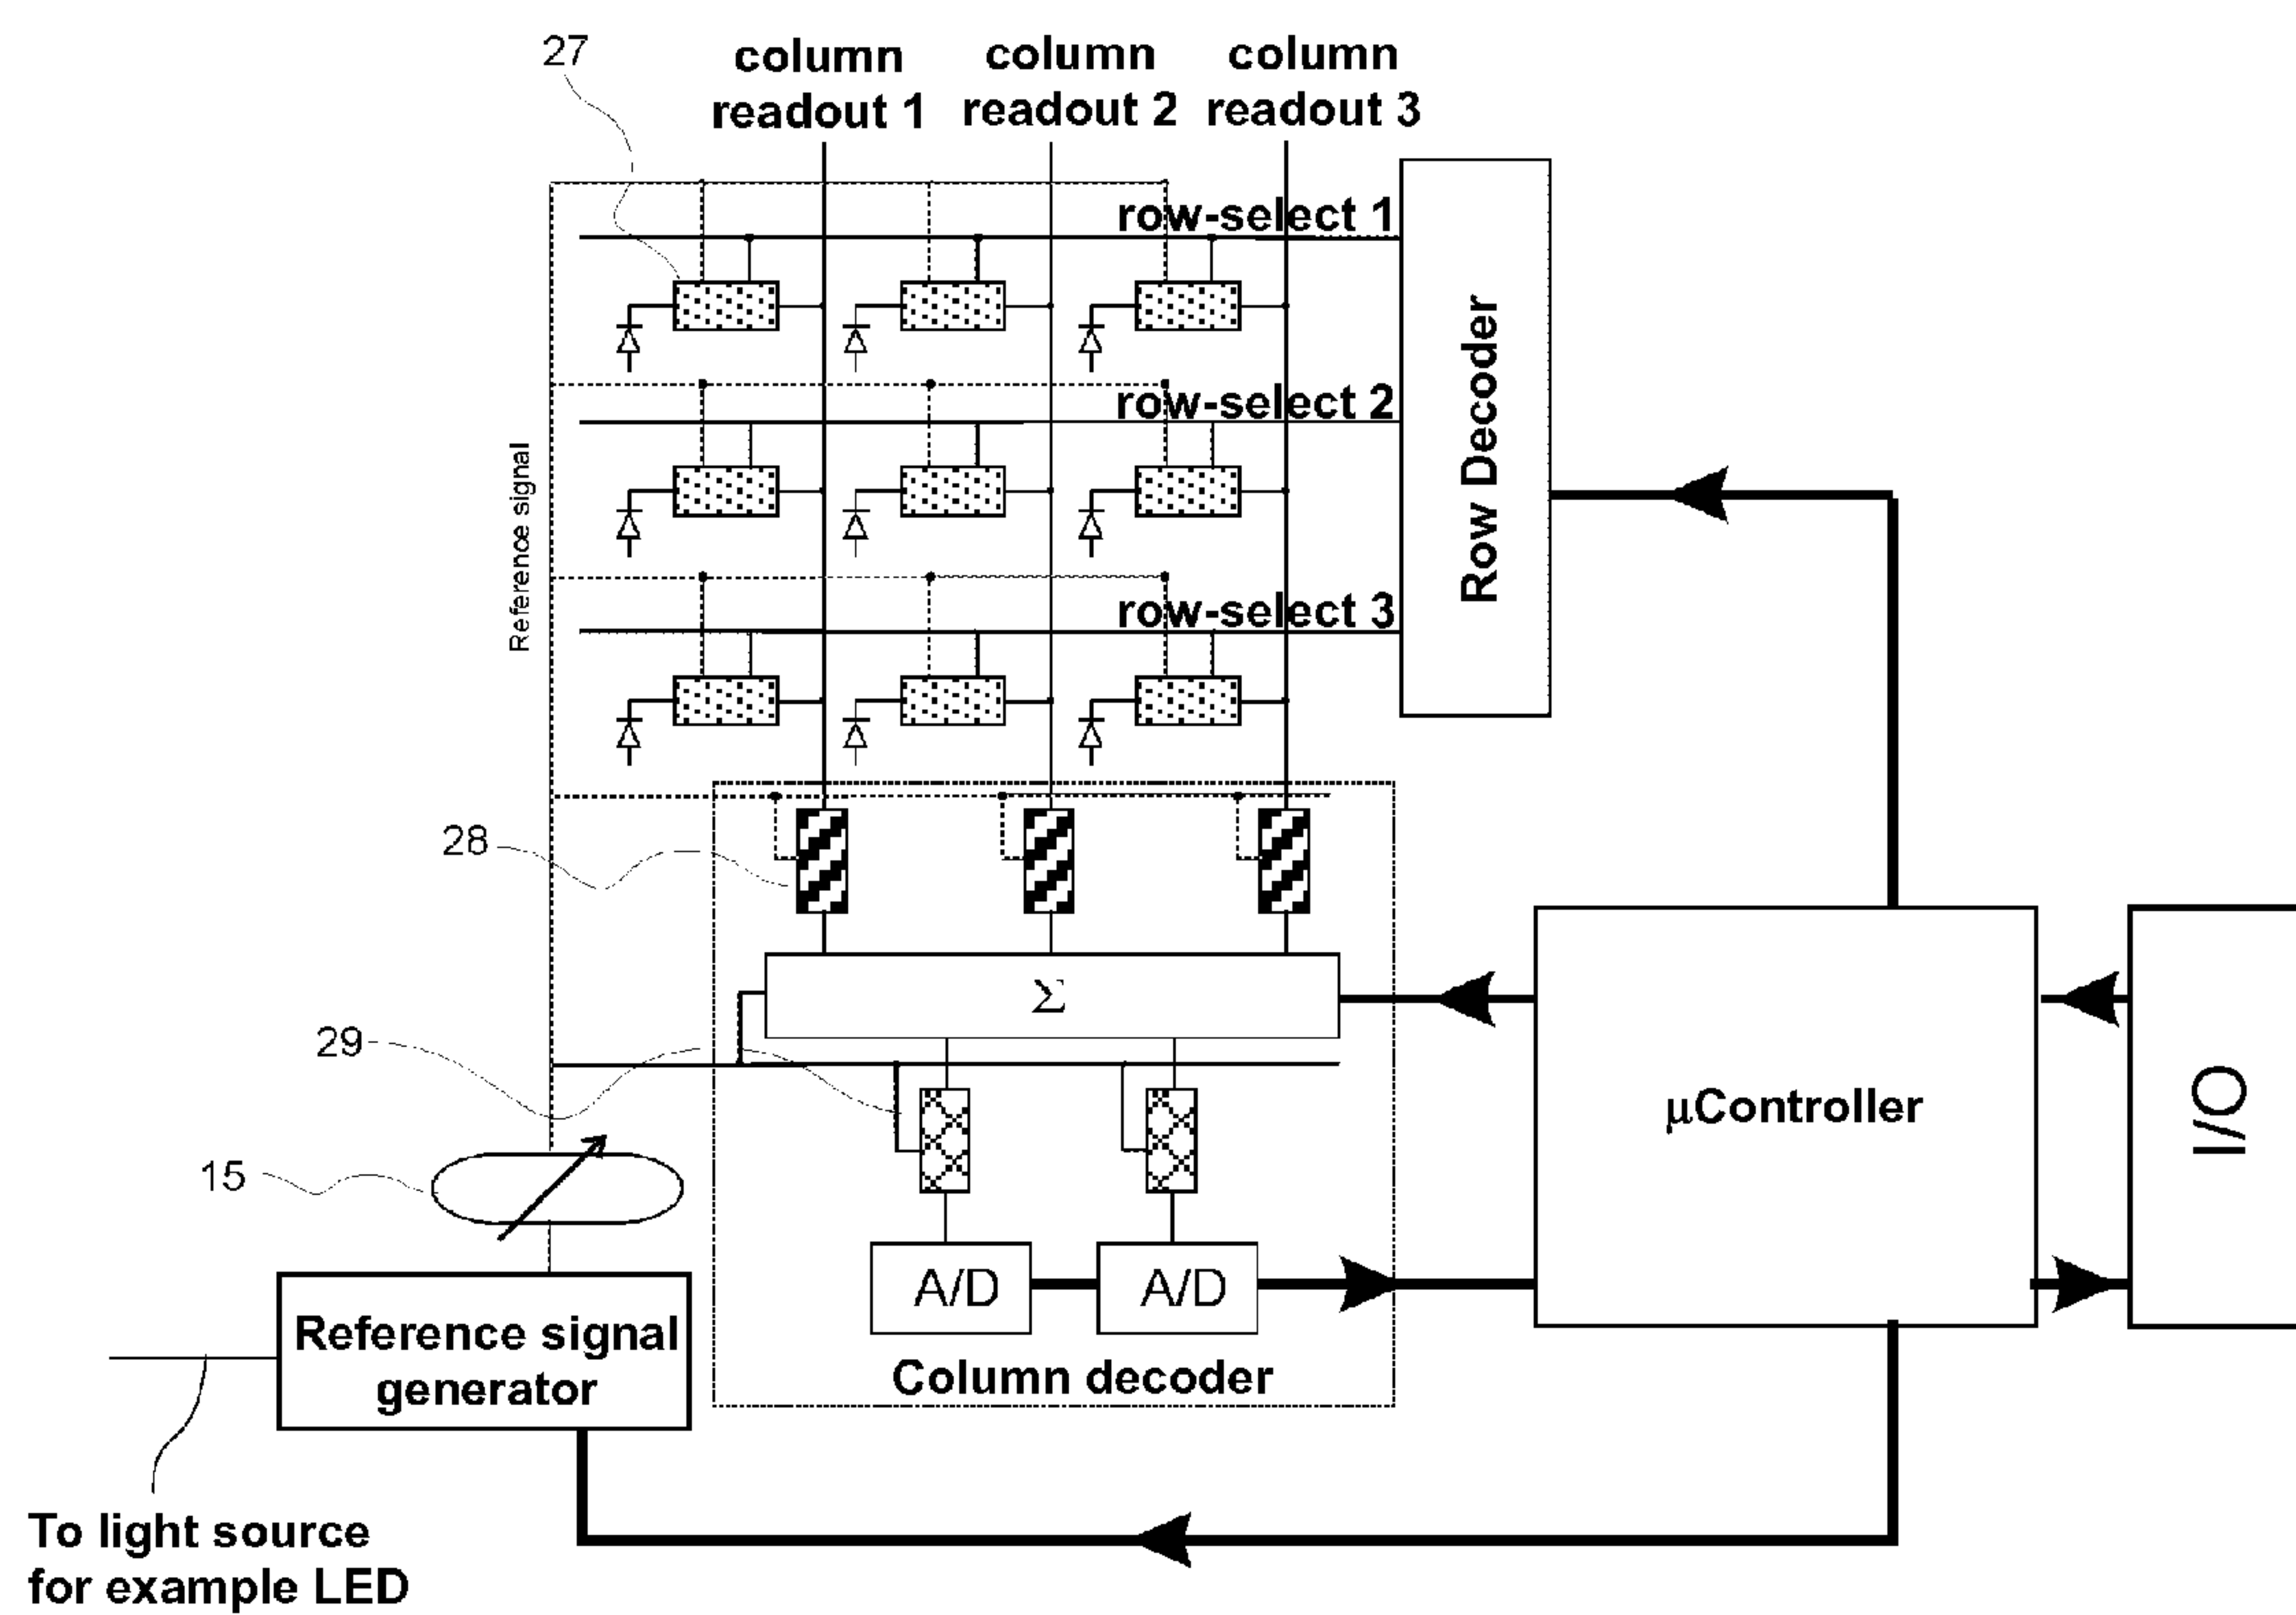 27
column readout 1
column readout 2
column readout 3
row-select 1
row-select 2
row-select 3
Row Decoder
Reference signal
28
Σ
29
15
μController
I/O
A/D
A/D
Column decoder
Reference signal generator
To light source
for example LED